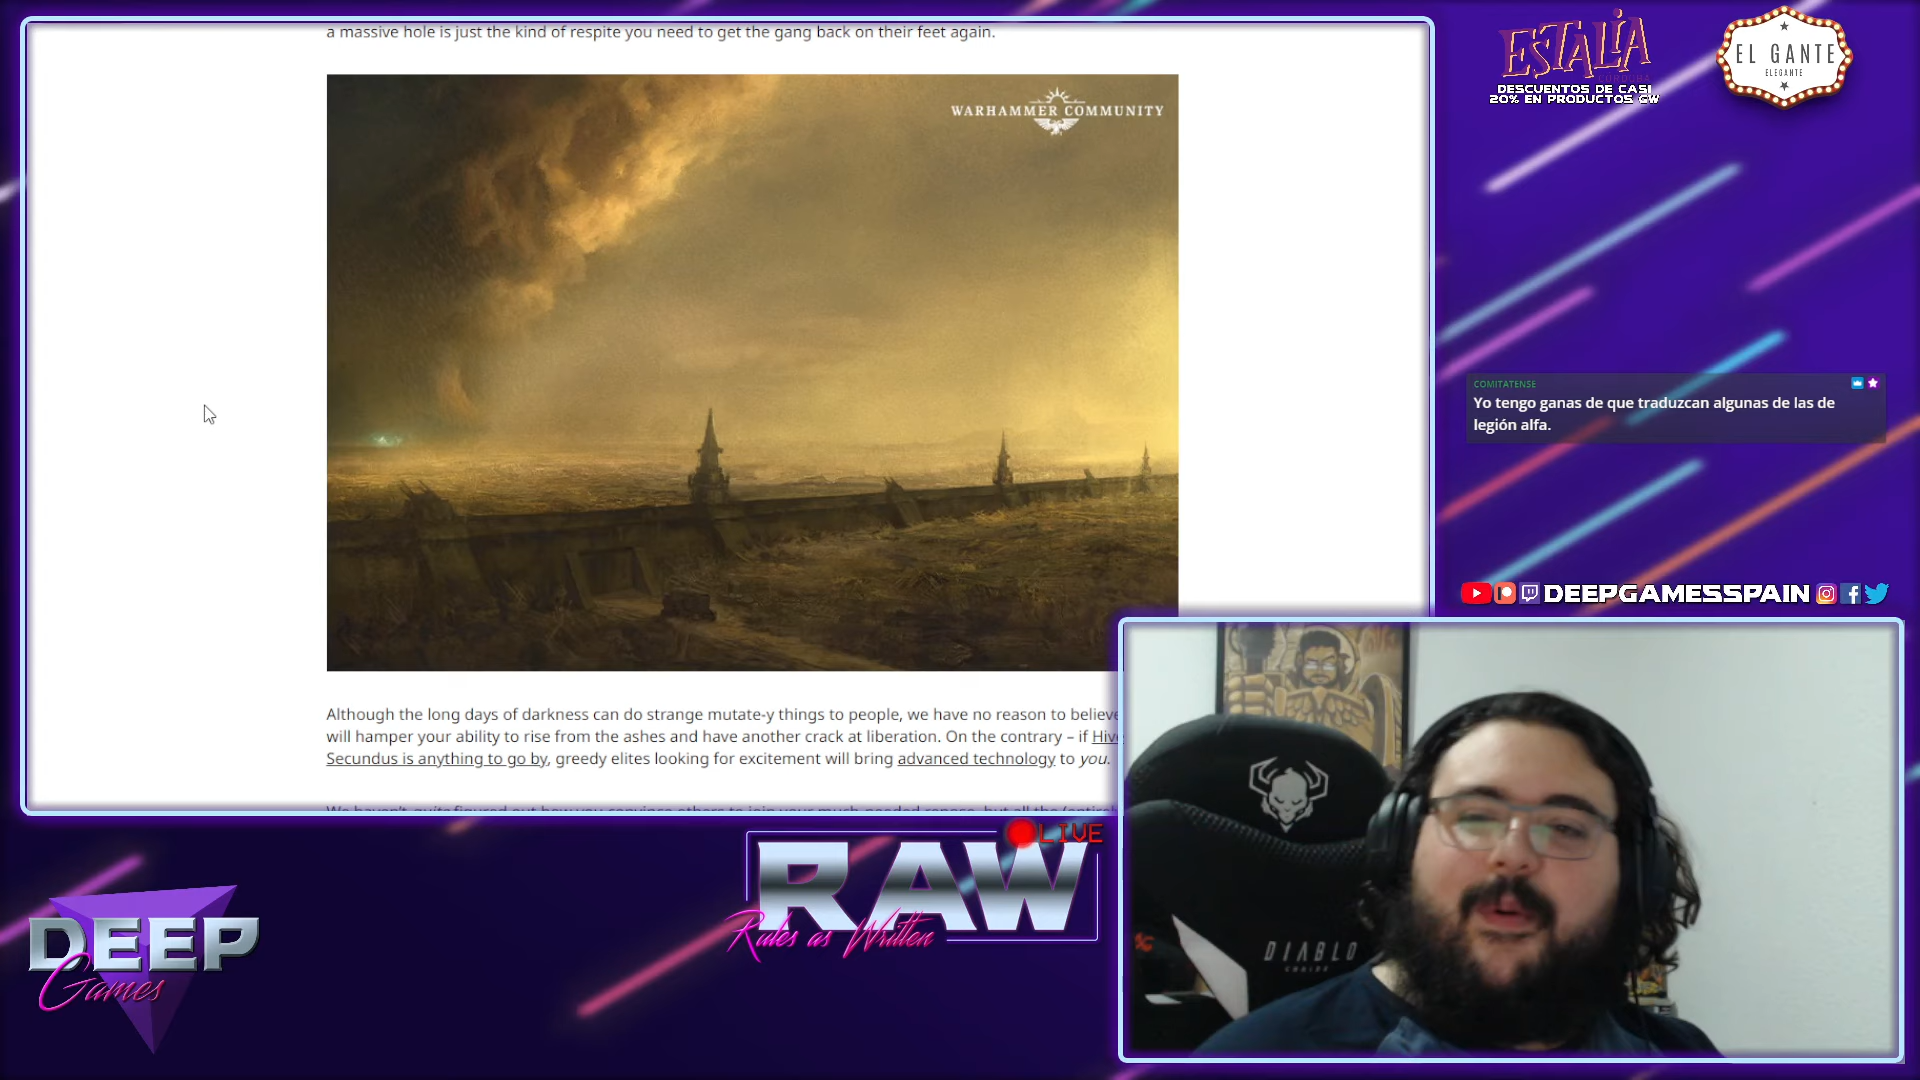 a massive hole is just the kind of respite you need to get the gang back on their feet again.
WARHAMMER COMMUNITY
Although the long days of darkness can do strange mutate-y things to people, we have no reason to believe
will hamper your ability to rise from the ashes and have another crack at liberation. On the contrary – if Hive
Secundus is anything to go by, greedy elites looking for excitement will bring advanced technology to you.
ESTALIA
CÓRDOBA
DESCUENTOS DE CASI
20% EN PRODUCTOS GW
EL GANTE
ELEGANTE
COMITATENSE
Yo tengo ganas de que traduzcan algunas de las de
legión alfa.
DEEPGAMESSPAIN
LIVE
RAW
Rules as Written
DEEP
Games
DIABLO
CHAIRS